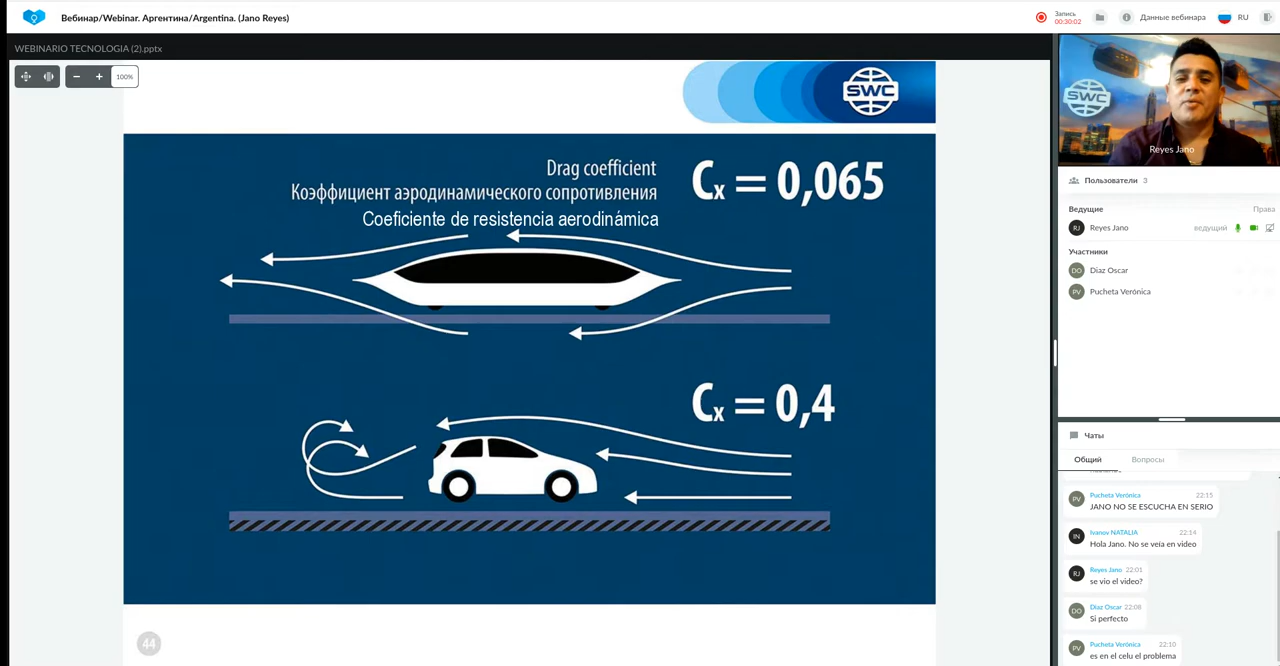 Вебинар/Webinar. Аргентина/Argentina. (Jano Reyes)
Запись
00:30:02
Данные вебинара
RU
WEBINARIO TECNOLOGIA (2).pptx
100%
SWC
Drag coefficient
Коэффициент аэродинамического сопротивления
Coeficiente de resistencia aerodinámica
Cx = 0,065
Cx = 0,4
44
SWC
Reyes Jano
Пользователи 3
Ведущие
Права
RJ
Reyes Jano
ведущий
Участники
DO
Diaz Oscar
PV
Pucheta Verónica
Чаты
Общий
Вопросы
PV
Pucheta Verónica 22:15
JANO NO SE ESCUCHA EN SERIO
IN
Ivanov NATALIA 22:14
Hola Jano. No se veía en video
RJ
Reyes Jano 22:01
se vio el video?
DO
Diaz Oscar 22:08
Si perfecto
PV
Pucheta Verónica 22:10
es en el celu el problema